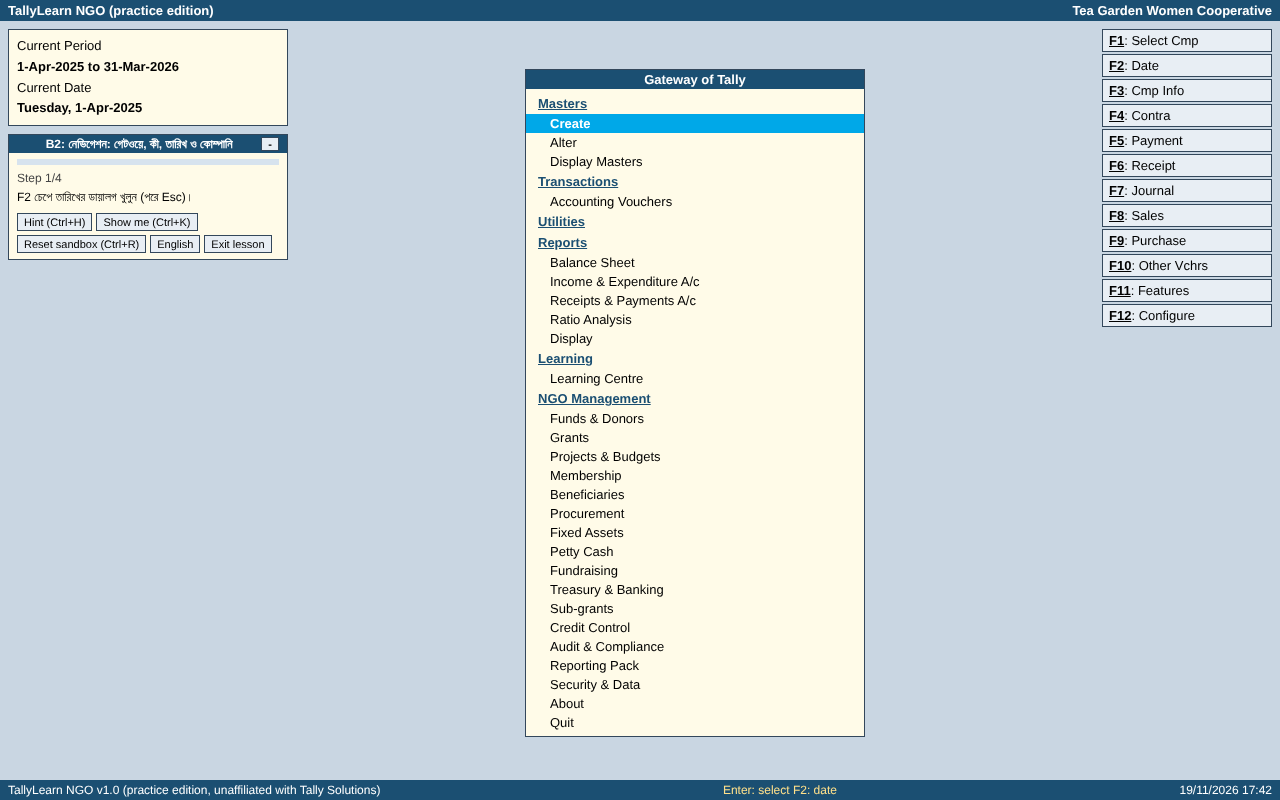 TallyLearn NGO (practice edition)
Tea Garden Women Cooperative
Current Period
1-Apr-2025 to 31-Mar-2026
Current Date
Tuesday, 1-Apr-2025
B2: নেভিগেশন: গেটওয়ে, কী, তারিখ ও কোম্পানি
-
Step 1/4
F2 চেপে তারিখের ডায়ালগ খুলুন (পরে Esc)।
Hint (Ctrl+H)
Show me (Ctrl+K)
Reset sandbox (Ctrl+R)
English
Exit lesson
Gateway of Tally
Masters
Create
Alter
Display Masters
Transactions
Accounting Vouchers
Utilities
Reports
Balance Sheet
Income & Expenditure A/c
Receipts & Payments A/c
Ratio Analysis
Display
Learning
Learning Centre
NGO Management
Funds & Donors
Grants
Projects & Budgets
Membership
Beneficiaries
Procurement
Fixed Assets
Petty Cash
Fundraising
Treasury & Banking
Sub-grants
Credit Control
Audit & Compliance
Reporting Pack
Security & Data
About
Quit
F1: Select Cmp
F2: Date
F3: Cmp Info
F4: Contra
F5: Payment
F6: Receipt
F7: Journal
F8: Sales
F9: Purchase
F10: Other Vchrs
F11: Features
F12: Configure
TallyLearn NGO v1.0 (practice edition, unaffiliated with Tally Solutions)
Enter: select F2: date
19/11/2026 17:42